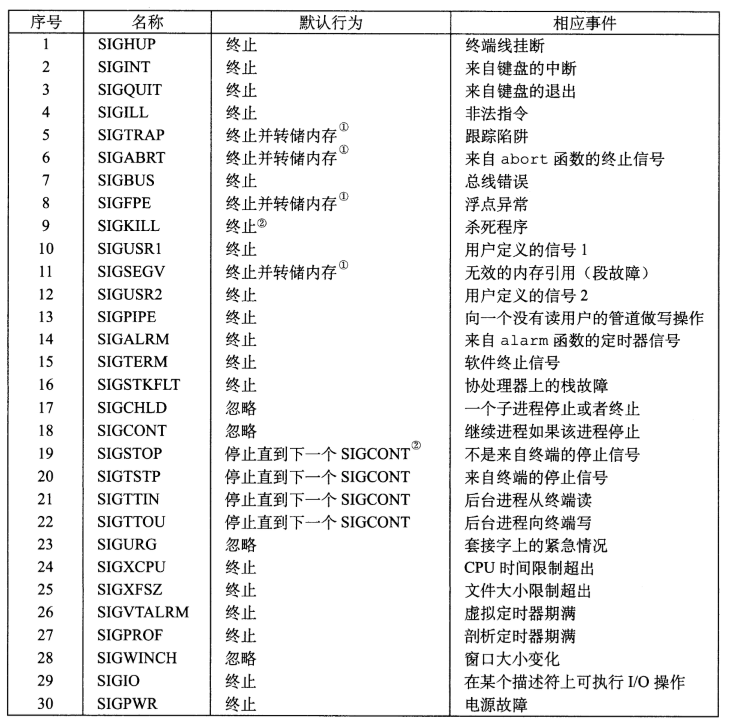 序号 名称 默认行为 相应事件
1 SIGHUP 终止 终端线挂断
2 SIGINT 终止 来自键盘的中断
3 SIGQUIT 终止 来自键盘的退出
4 SIGILL 终止 非法指令
5 SIGTRAP 终止并转储内存① 跟踪陷阱
6 SIGABRT 终止并转储内存① 来自 abort 函数的终止信号
7 SIGBUS 终止 总线错误
8 SIGFPE 终止并转储内存① 浮点异常
9 SIGKILL 终止② 杀死程序
10 SIGUSR1 终止 用户定义的信号 1
11 SIGSEGV 终止并转储内存① 无效的内存引用（段故障）
12 SIGUSR2 终止 用户定义的信号 2
13 SIGPIPE 终止 向一个没有读用户的管道做写操作
14 SIGALRM 终止 来自 alarm 函数的定时器信号
15 SIGTERM 终止 软件终止信号
16 SIGSTKFLT 终止 协处理器上的栈故障
17 SIGCHLD 忽略 一个子进程停止或者终止
18 SIGCONT 忽略 继续进程如果该进程停止
19 SIGSTOP 停止直到下一个 SIGCONT② 不是来自终端的停止信号
20 SIGTSTP 停止直到下一个 SIGCONT 来自终端的停止信号
21 SIGTTIN 停止直到下一个 SIGCONT 后台进程从终端读
22 SIGTTOU 停止直到下一个 SIGCONT 后台进程向终端写
23 SIGURG 忽略 套接字上的紧急情况
24 SIGXCPU 终止 CPU 时间限制超出
25 SIGXFSZ 终止 文件大小限制超出
26 SIGVTALRM 终止 虚拟定时器期满
27 SIGPROF 终止 剖析定时器期满
28 SIGWINCH 忽略 窗口大小变化
29 SIGIO 终止 在某个描述符上可执行 I/O 操作
30 SIGPWR 终止 电源故障